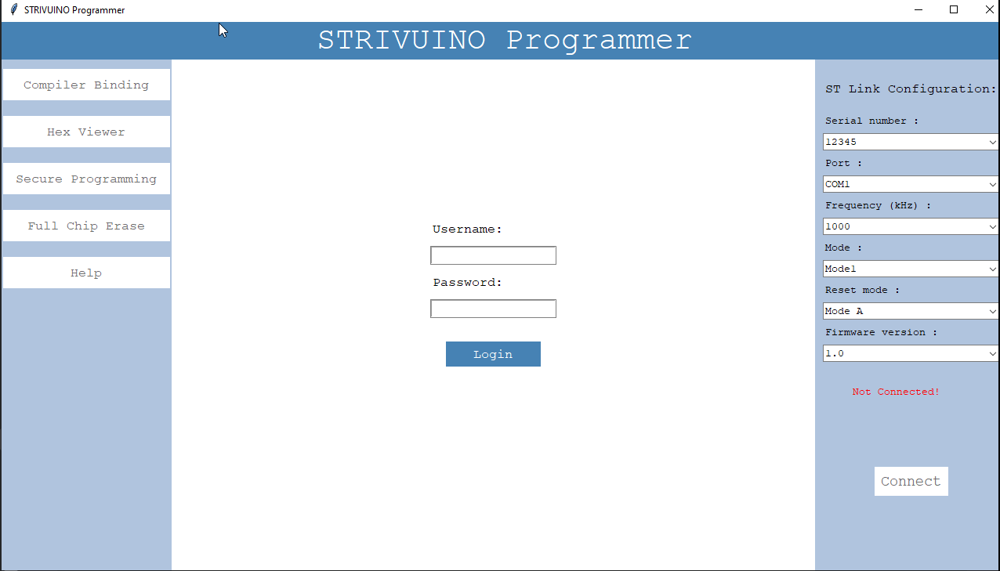 STRIVUINO Programmer
STRIVUINO Programmer
Compiler Binding
Hex Viewer
Secure Programming
Full Chip Erase
Help
Username:
Password:
Login
ST Link Configuration:
Serial number :
12345
Port :
COM1
Frequency (kHz) :
1000
Mode :
Mode1
Reset mode :
Mode A
Firmware version :
1.0
Not Connected!
Connect